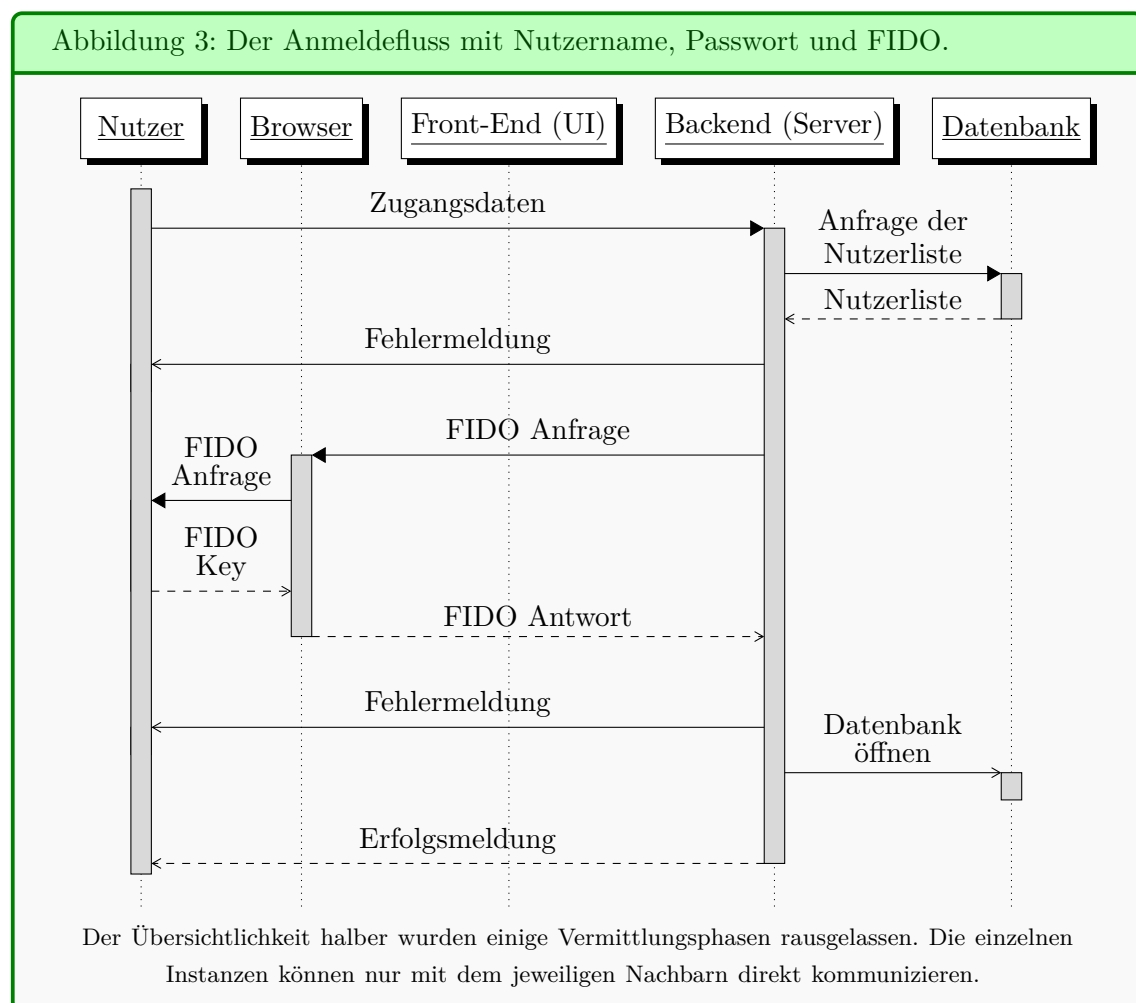 Abbildung 3: Der Anmeldefluss mit Nutzername, Passwort und FIDO.
Nutzer
Browser
Front-End (UI)
Backend (Server)
Datenbank
Zugangsdaten
Anfrage der
Nutzerliste
Nutzerliste
Fehlermeldung
FIDO Anfrage
FIDO
Anfrage
FIDO
Key
FIDO Antwort
Fehlermeldung
Datenbank
öffnen
Erfolgsmeldung
Der Übersichtlichkeit halber wurden einige Vermittlungsphasen rausgelassen. Die einzelnen
Instanzen können nur mit dem jeweiligen Nachbarn direkt kommunizieren.